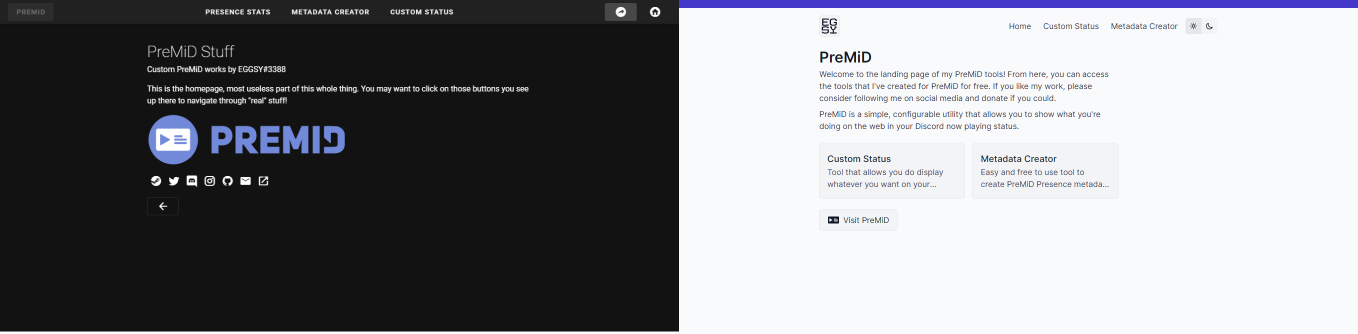 PREMID
PRESENCE STATS
METADATA CREATOR
CUSTOM STATUS
PreMiD Stuff
Custom PreMiD works by EGGSY#3388
This is the homepage, most useless part of this whole thing. You may want to click on those buttons you see
up there to navigate through "real" stuff!
PREMID
EGGSY
Home
Custom Status
Metadata Creator
PreMiD
Welcome to the landing page of my PreMiD tools! From here, you can access
the tools that I've created for PreMiD for free. If you like my work, please
consider following me on social media and donate if you could.
PreMiD is a simple, configurable utility that allows you to show what you're
doing on the web in your Discord now playing status.
Custom Status
Tool that allows you do display
whatever you want on your...
Metadata Creator
Easy and free to use tool to
create PreMiD Presence metada...
Visit PreMiD